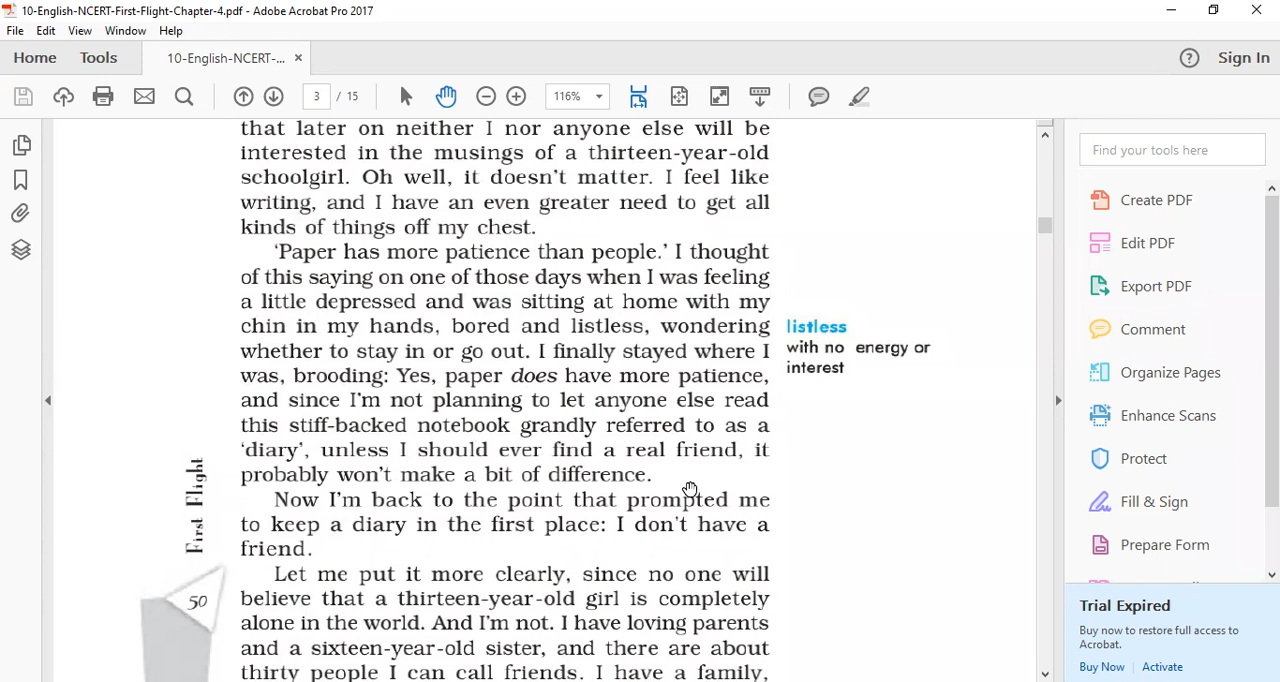 10-English-NCERT-First-Flight-Chapter-4.pdf - Adobe Acrobat Pro 2017
File Edit View Window Help
Home Tools 10-English-NCERT-... × Sign In
3 / 15 116%
that later on neither I nor anyone else will be
interested in the musings of a thirteen-year-old
schoolgirl. Oh well, it doesn't matter. I feel like
writing, and I have an even greater need to get all
kinds of things off my chest.
‘Paper has more patience than people.’ I thought
of this saying on one of those days when I was feeling
a little depressed and was sitting at home with my
chin in my hands, bored and listless, wondering
whether to stay in or go out. I finally stayed where I
was, brooding: Yes, paper does have more patience,
and since I'm not planning to let anyone else read
this stiff-backed notebook grandly referred to as a
‘diary’, unless I should ever find a real friend, it
probably won't make a bit of difference.
Now I'm back to the point that prompted me
to keep a diary in the first place: I don't have a
friend.
Let me put it more clearly, since no one will
believe that a thirteen-year-old girl is completely
alone in the world. And I'm not. I have loving parents
and a sixteen-year-old sister, and there are about
thirty people I can call friends. I have a family,
listless
with no energy or
interest
First Flight
50
Find your tools here
Create PDF
Edit PDF
Export PDF
Comment
Organize Pages
Enhance Scans
Protect
Fill & Sign
Prepare Form
Trial Expired
Buy now to restore full access to
Acrobat.
Buy Now Activate